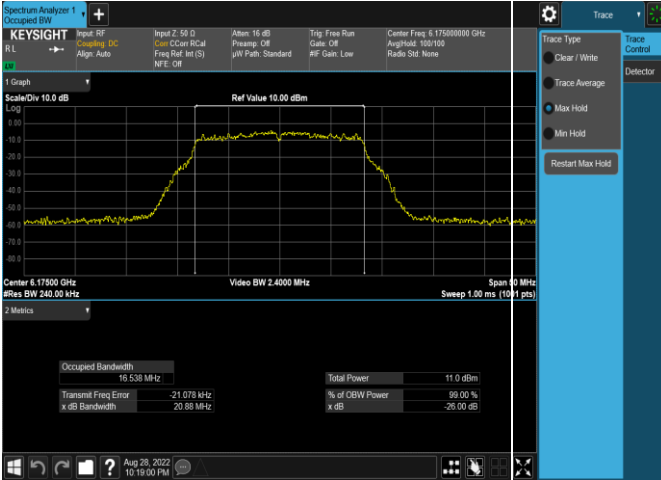 Spectrum Analyzer 1
Occupied BW
KEYSIGHT
RL
Input: RF
Coupling: DC
Align: Auto
Input Z: 50 Ω
Corr CCorr RCal
Freq Ref: Int (S)
NFE: Off
Atten: 16 dB
Preamp: Off
µW Path: Standard
Trig: Free Run
Gate: Off
#IF Gain: Low
Center Freq: 6.175000000 GHz
Avg|Hold: 100/100
Radio Std: None
1 Graph
Scale/Div 10.0 dB
Ref Value 10.00 dBm
Log
0.00
-10.0
-20.0
-30.0
-40.0
-50.0
-60.0
-70.0
-80.0
Center 6.17500 GHz
Video BW 2.4000 MHz
Span 50 MHz
#Res BW 240.00 kHz
Sweep 1.00 ms (1001 pts)
2 Metrics
Occupied Bandwidth
16.538 MHz
Total Power 11.0 dBm
Transmit Freq Error -21.078 kHz
% of OBW Power 99.00 %
x dB Bandwidth 20.88 MHz
x dB -26.00 dB
Aug 28, 2022
10:19:00 PM
Trace
Trace Type
Clear / Write
Trace Average
Max Hold
Min Hold
Restart Max Hold
Trace
Control
Detector